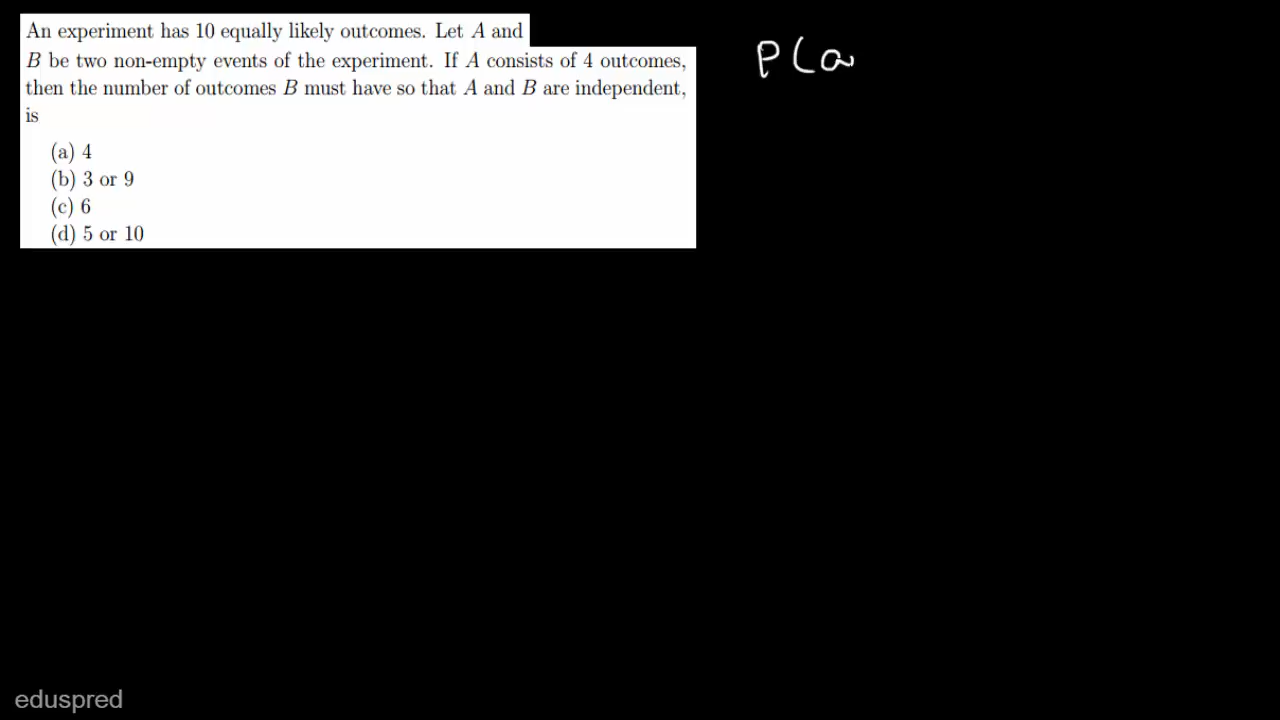 An experiment has 10 equally likely outcomes. Let A and
B be two non-empty events of the experiment. If A consists of 4 outcomes,
then the number of outcomes B must have so that A and B are independent,
is
(a) 4
(b) 3 or 9
(c) 6
(d) 5 or 10
P(a
eduspred